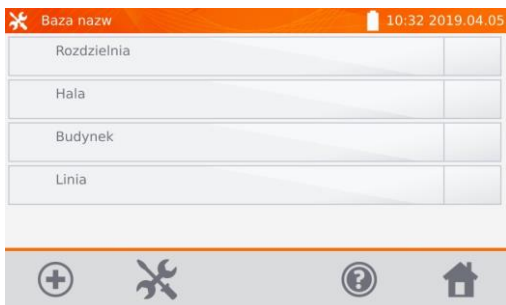 Baza nazw 10:32 2019.04.05
Rozdzielnia
Hala
Budynek
Linia